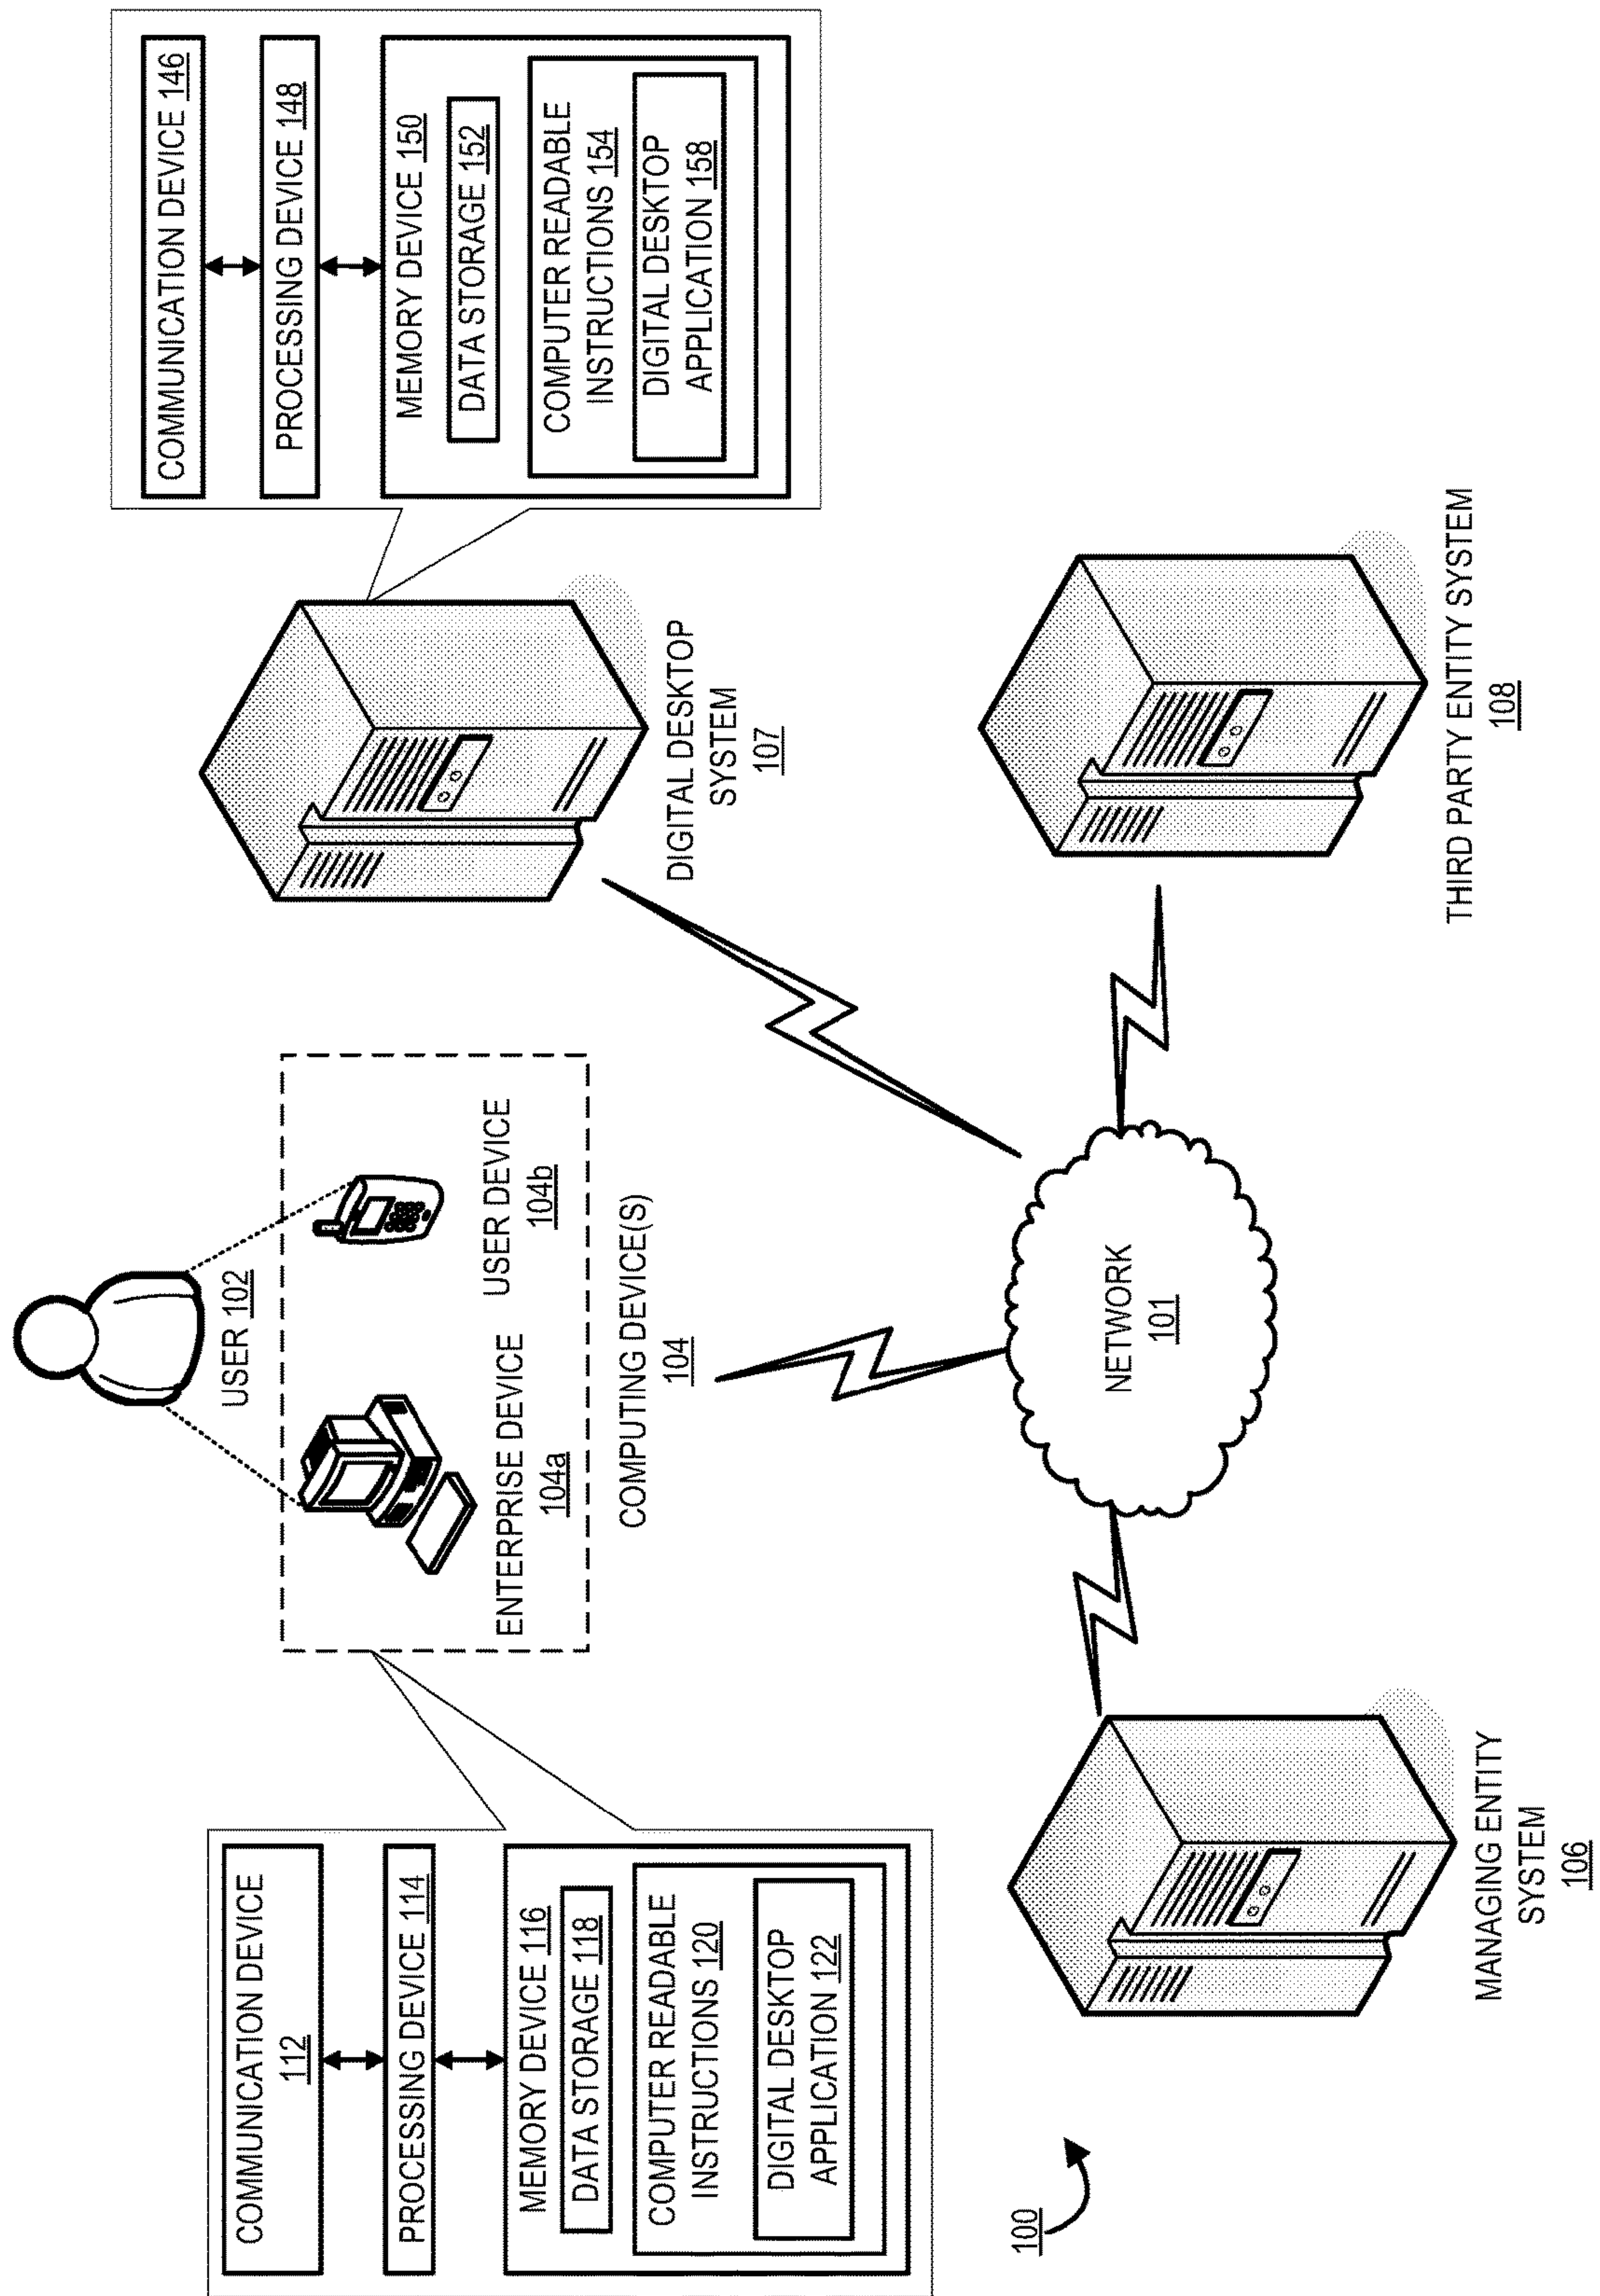 USER 102
COMMUNICATION DEVICE
112
PROCESSING DEVICE 114
MEMORY DEVICE 116
DATA STORAGE 118
COMPUTER READABLE
INSTRUCTIONS 120
DIGITAL DESKTOP
APPLICATION 122
ENTERPRISE DEVICE
104a
USER DEVICE
104b
COMPUTING DEVICE(S)
104
DIGITAL DESKTOP
SYSTEM
107
COMMUNICATION DEVICE 146
PROCESSING DEVICE 148
MEMORY DEVICE 150
DATA STORAGE 152
COMPUTER READABLE
INSTRUCTIONS 154
DIGITAL DESKTOP
APPLICATION 158
100
MANAGING ENTITY
SYSTEM
106
NETWORK
101
THIRD PARTY ENTITY SYSTEM
108